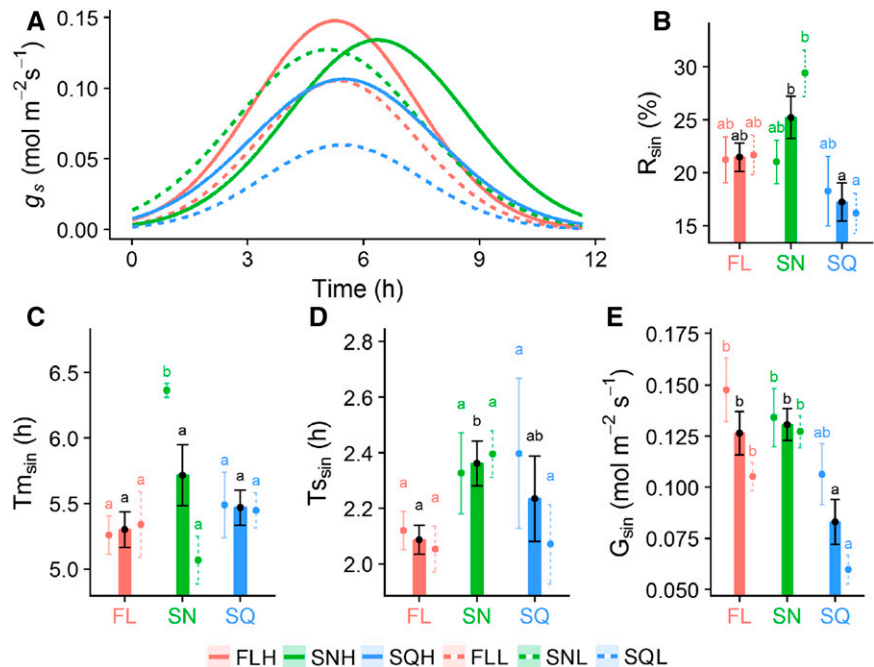 A
g_s (mol m⁻² s⁻¹)
0.15
0.10
0.05
0.00
0 3 6 9 12
Time (h)
B
R_sin (%)
30
25
20
15
ab ab ab
ab b b
ab a a
FL SN SQ
C
Tm_sin (h)
6.5
6.0
5.5
5.0
a a a
b a a
a a a
FL SN SQ
D
Ts_sin (h)
2.8
2.6
2.4
2.2
2.0
a a a
a b a
a ab a
FL SN SQ
E
G_sin (mol m⁻² s⁻¹)
0.175
0.150
0.125
0.100
0.075
0.050
b b b
b b b
ab a a
FL SN SQ
FLH SNH SQH FLL SNL SQL